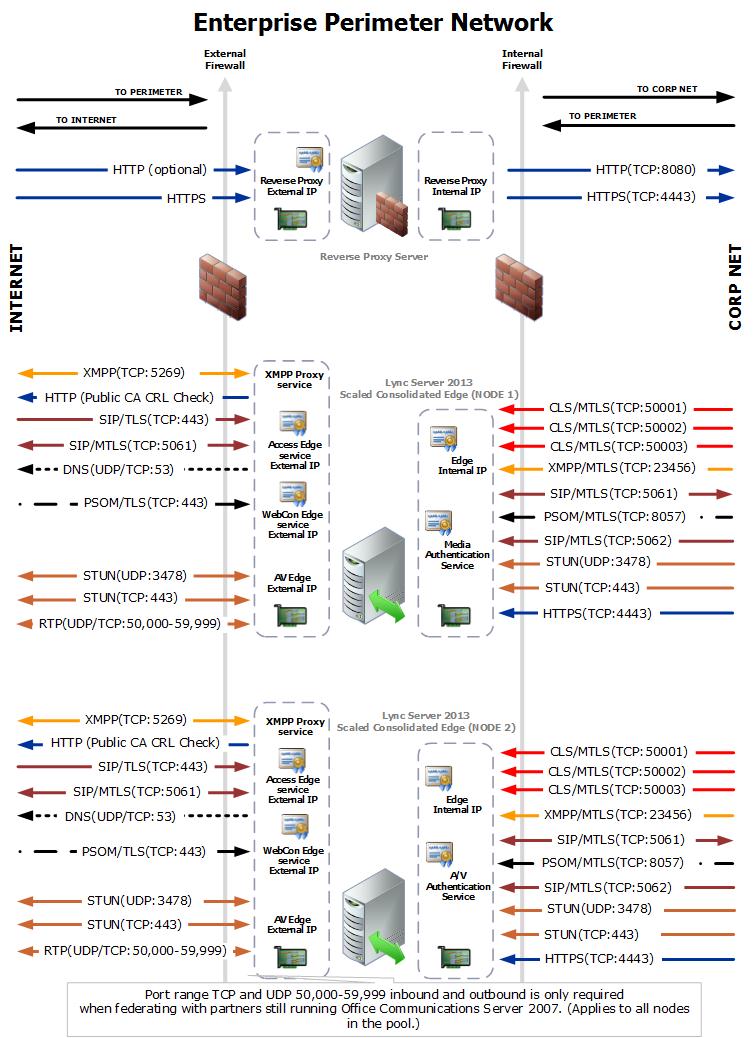 Enterprise Perimeter Network
External
Firewall
Internal
Firewall
TO PERIMETER
TO INTERNET
TO CORP NET
TO PERIMETER
HTTP (optional)
HTTPS
Reverse Proxy
External IP
Reverse Proxy
Internal IP
HTTP(TCP:8080)
HTTPS(TCP:4443)
Reverse Proxy Server
INTERNET
CORP NET
XMPP(TCP:5269)
HTTP (Public CA CRL Check)
SIP/TLS(TCP:443)
SIP/MTLS(TCP:5061)
DNS(UDP/TCP:53)
PSOM/TLS(TCP:443)
STUN(UDP:3478)
STUN(TCP:443)
RTP(UDP/TCP:50,000-59,999)
XMPP Proxy
service
Access Edge
service
External IP
WebCon Edge
service
External IP
AV Edge
External IP
Lync Server 2013
Scaled Consolidated Edge (NODE 1)
Edge
Internal IP
Media
Authentication
Service
CLS/MTLS(TCP:50001)
CLS/MTLS(TCP:50002)
CLS/MTLS(TCP:50003)
XMPP/MTLS(TCP:23456)
SIP/MTLS(TCP:5061)
PSOM/MTLS(TCP:8057)
SIP/MTLS(TCP:5062)
STUN(UDP:3478)
STUN(TCP:443)
HTTPS(TCP:4443)
XMPP(TCP:5269)
HTTP (Public CA CRL Check)
SIP/TLS(TCP:443)
SIP/MTLS(TCP:5061)
DNS(UDP/TCP:53)
PSOM/TLS(TCP:443)
STUN(UDP:3478)
STUN(TCP:443)
RTP(UDP/TCP:50,000-59,999)
XMPP Proxy
service
Access Edge
service
External IP
WebCon Edge
service
External IP
AV Edge
External IP
Lync Server 2013
Scaled Consolidated Edge (NODE 2)
Edge
Internal IP
A/V
Authentication
Service
CLS/MTLS(TCP:50001)
CLS/MTLS(TCP:50002)
CLS/MTLS(TCP:50003)
XMPP/MTLS(TCP:23456)
SIP/MTLS(TCP:5061)
PSOM/MTLS(TCP:8057)
SIP/MTLS(TCP:5062)
STUN(UDP:3478)
STUN(TCP:443)
HTTPS(TCP:4443)
Port range TCP and UDP 50,000-59,999 inbound and outbound is only required
when federating with partners still running Office Communications Server 2007. (Applies to all nodes
in the pool.)